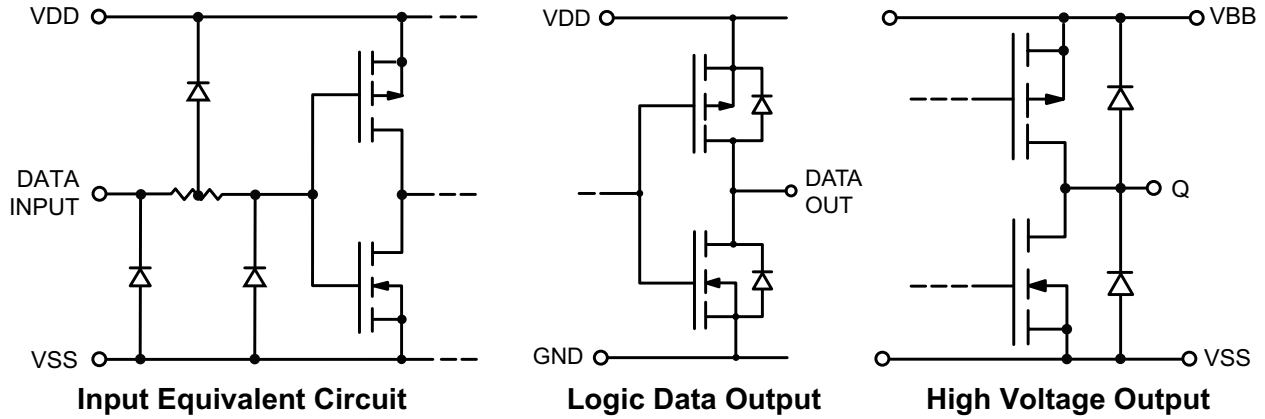 VDD
DATA
INPUT
VSS
Input Equivalent Circuit
VDD
DATA
OUT
GND
Logic Data Output
VBB
Q
VSS
High Voltage Output